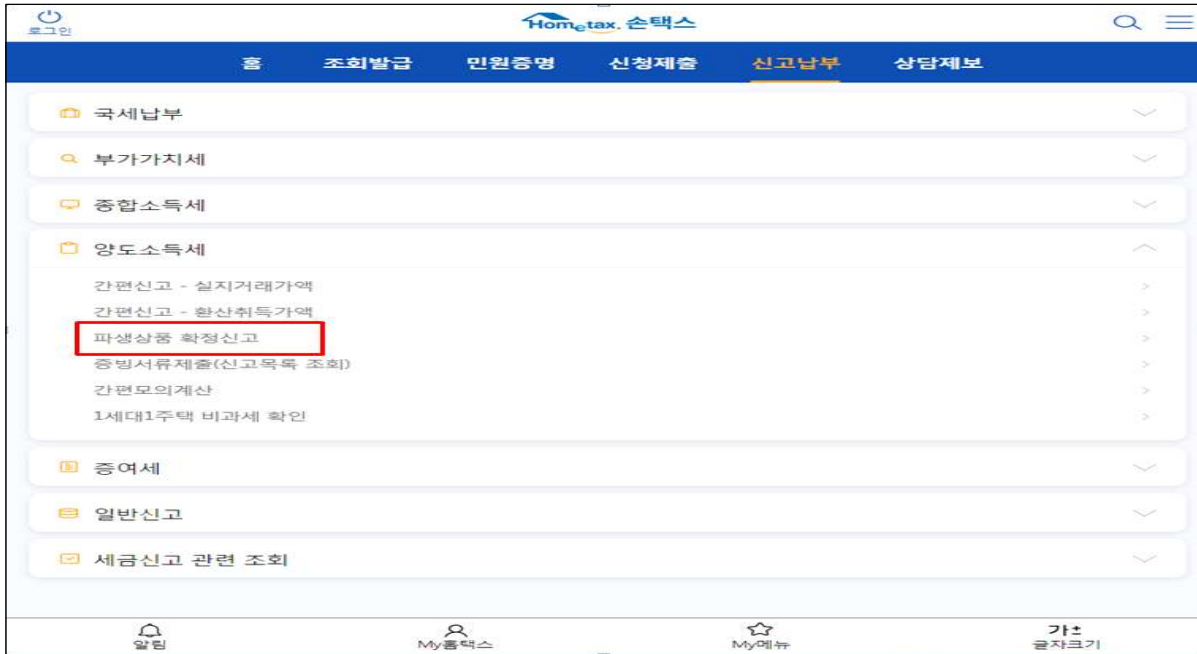 로그인
Hometax. 손택스
홈 조회발급 민원증명 신청제출 신고납부 상담제보
국세납부
부가가치세
종합소득세
양도소득세
간편신고 - 실지거래가액
간편신고 - 환산취득가액
파생상품 확정신고
증빙서류제출(신고목록 조회)
간편모의계산
1세대1주택 비과세 확인
증여세
일반신고
세금신고 관련 조회
가±
알림 My홈택스 My메뉴 글자크기